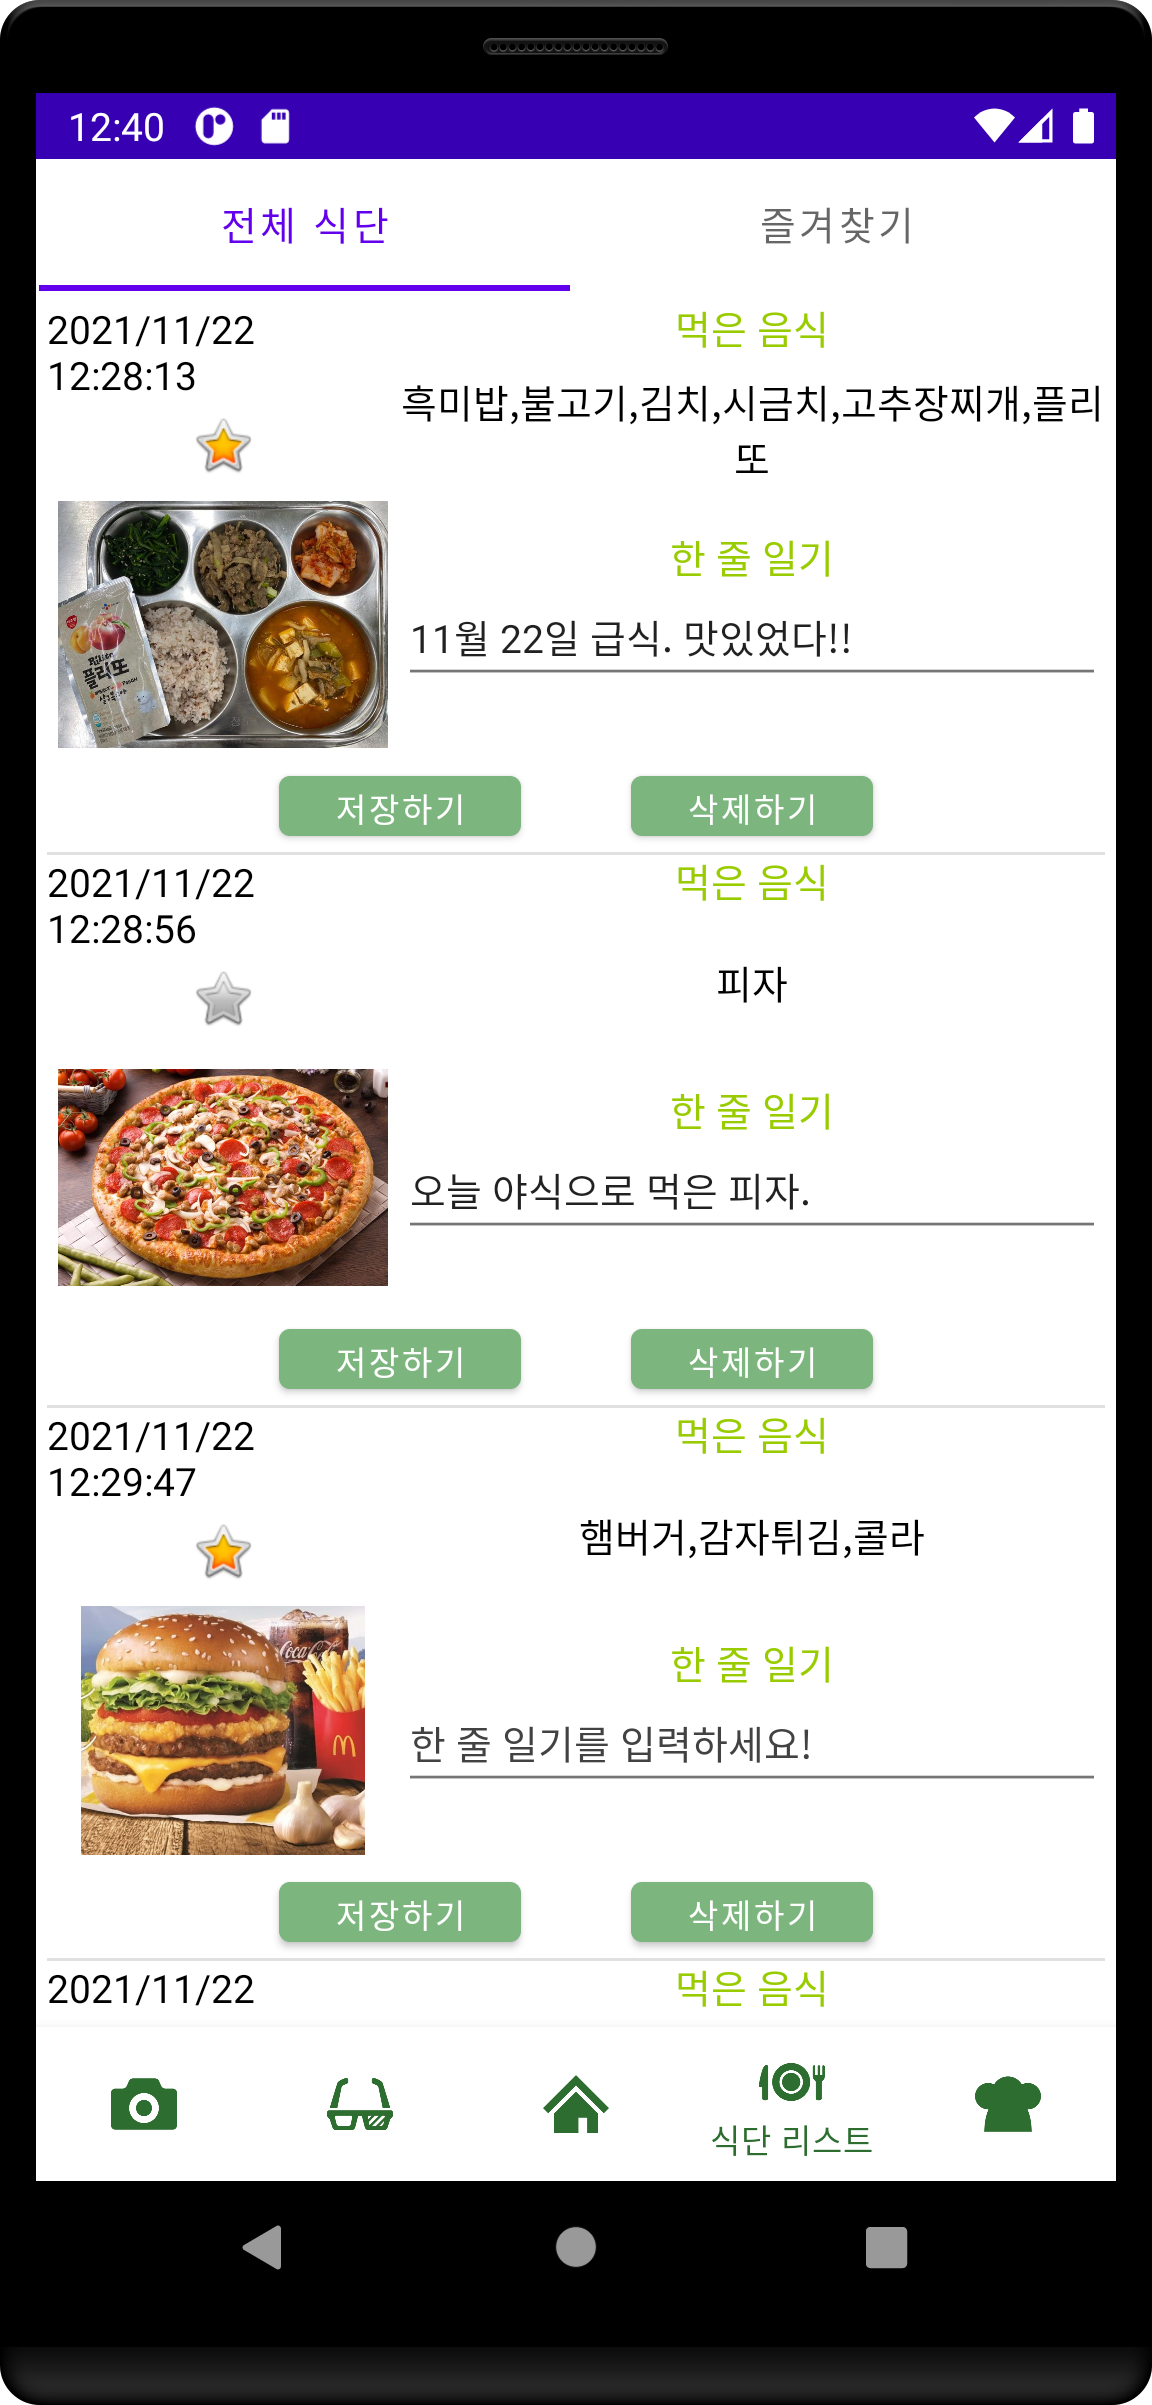 12:40
전체 식단
즐겨찾기
2021/11/22
12:28:13
먹은 음식
흑미밥,불고기,김치,시금치,고추장찌개,플리
또
플리또
한 줄 일기
11월 22일 급식. 맛있었다!!
저장하기
삭제하기
2021/11/22
12:28:56
먹은 음식
피자
한 줄 일기
오늘 야식으로 먹은 피자.
저장하기
삭제하기
2021/11/22
12:29:47
먹은 음식
햄버거,감자튀김,콜라
Coca-Cola
한 줄 일기
한 줄 일기를 입력하세요!
저장하기
삭제하기
2021/11/22
먹은 음식
식단 리스트